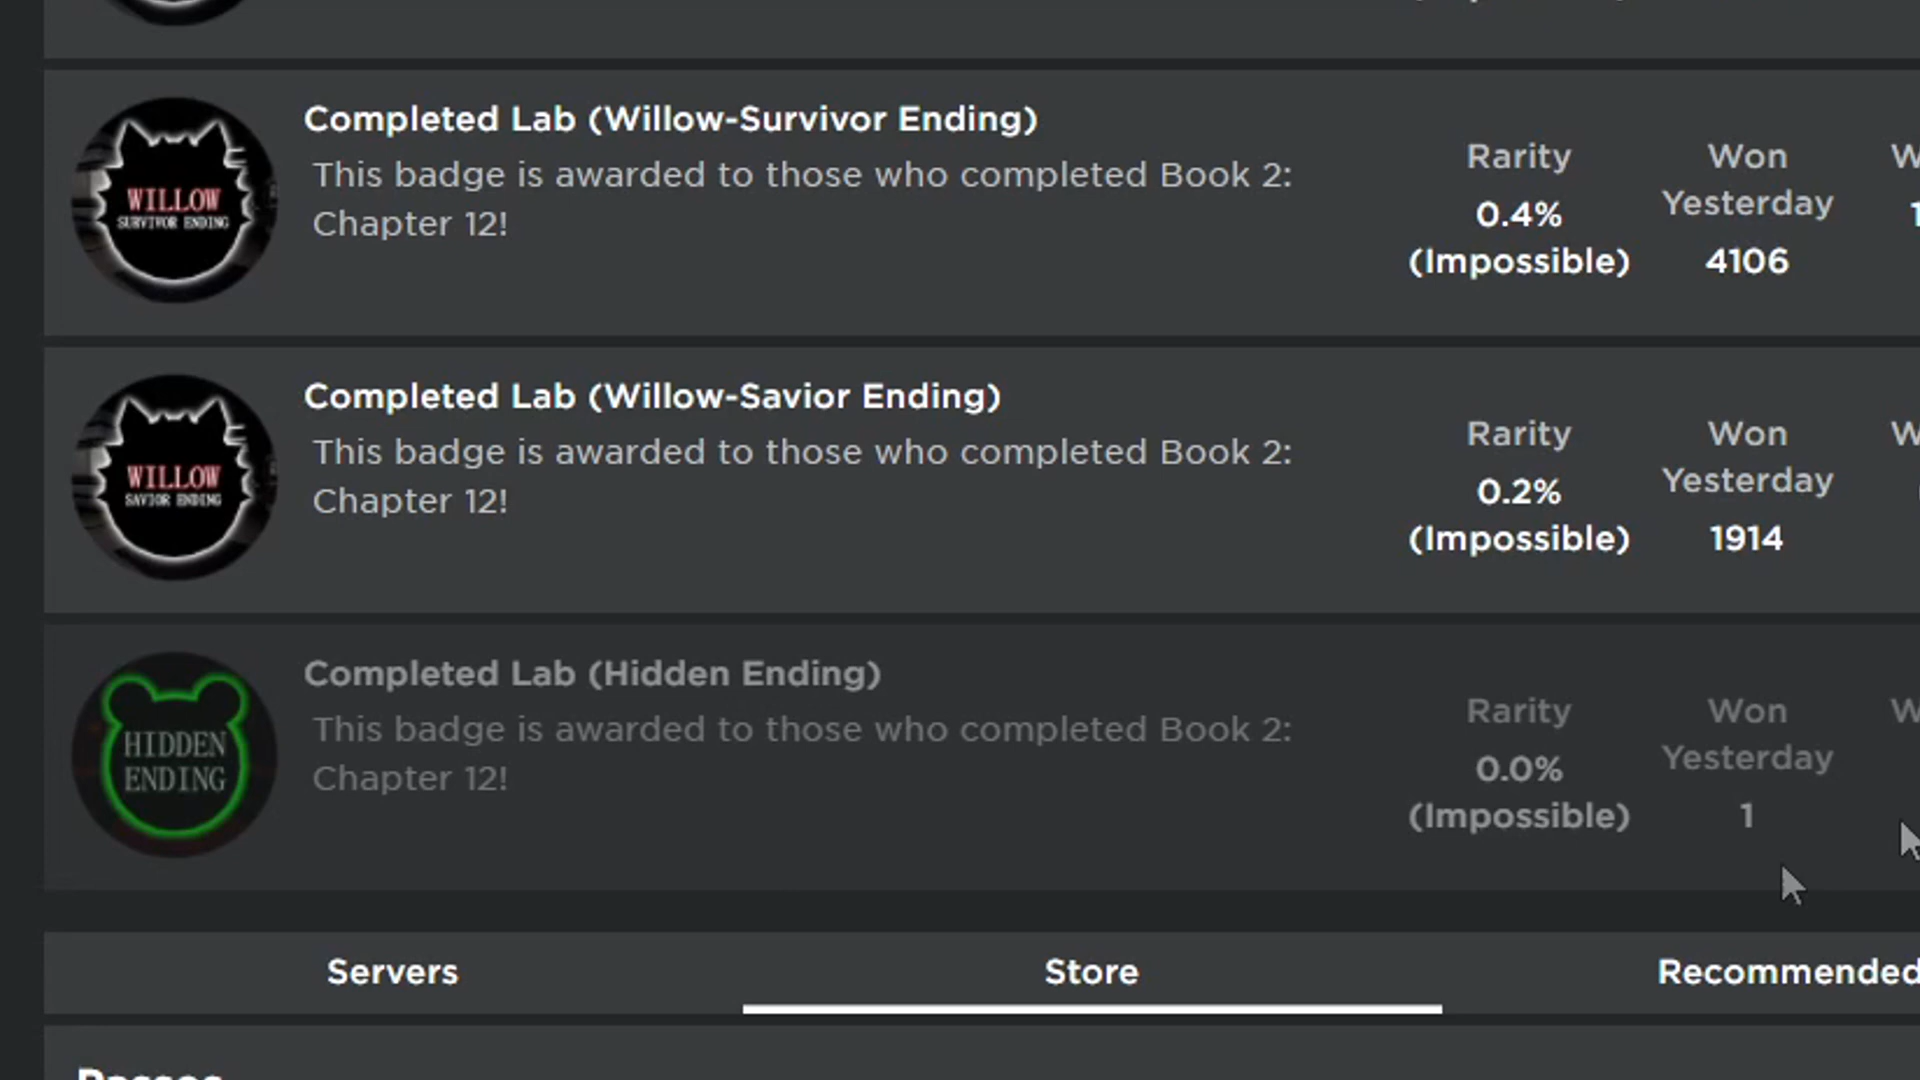 Completed Lab (Willow-Survivor Ending)
This badge is awarded to those who completed Book 2:
Chapter 12!
WILLOW
SURVIVOR ENDING
Rarity
0.4%
(Impossible)
Won
Yesterday
4106
Completed Lab (Willow-Savior Ending)
This badge is awarded to those who completed Book 2:
Chapter 12!
WILLOW
SAVIOR ENDING
Rarity
0.2%
(Impossible)
Won
Yesterday
1914
Completed Lab (Hidden Ending)
This badge is awarded to those who completed Book 2:
Chapter 12!
HIDDEN
ENDING
Rarity
0.0%
(Impossible)
Won
Yesterday
1
Servers
Store
Recommended